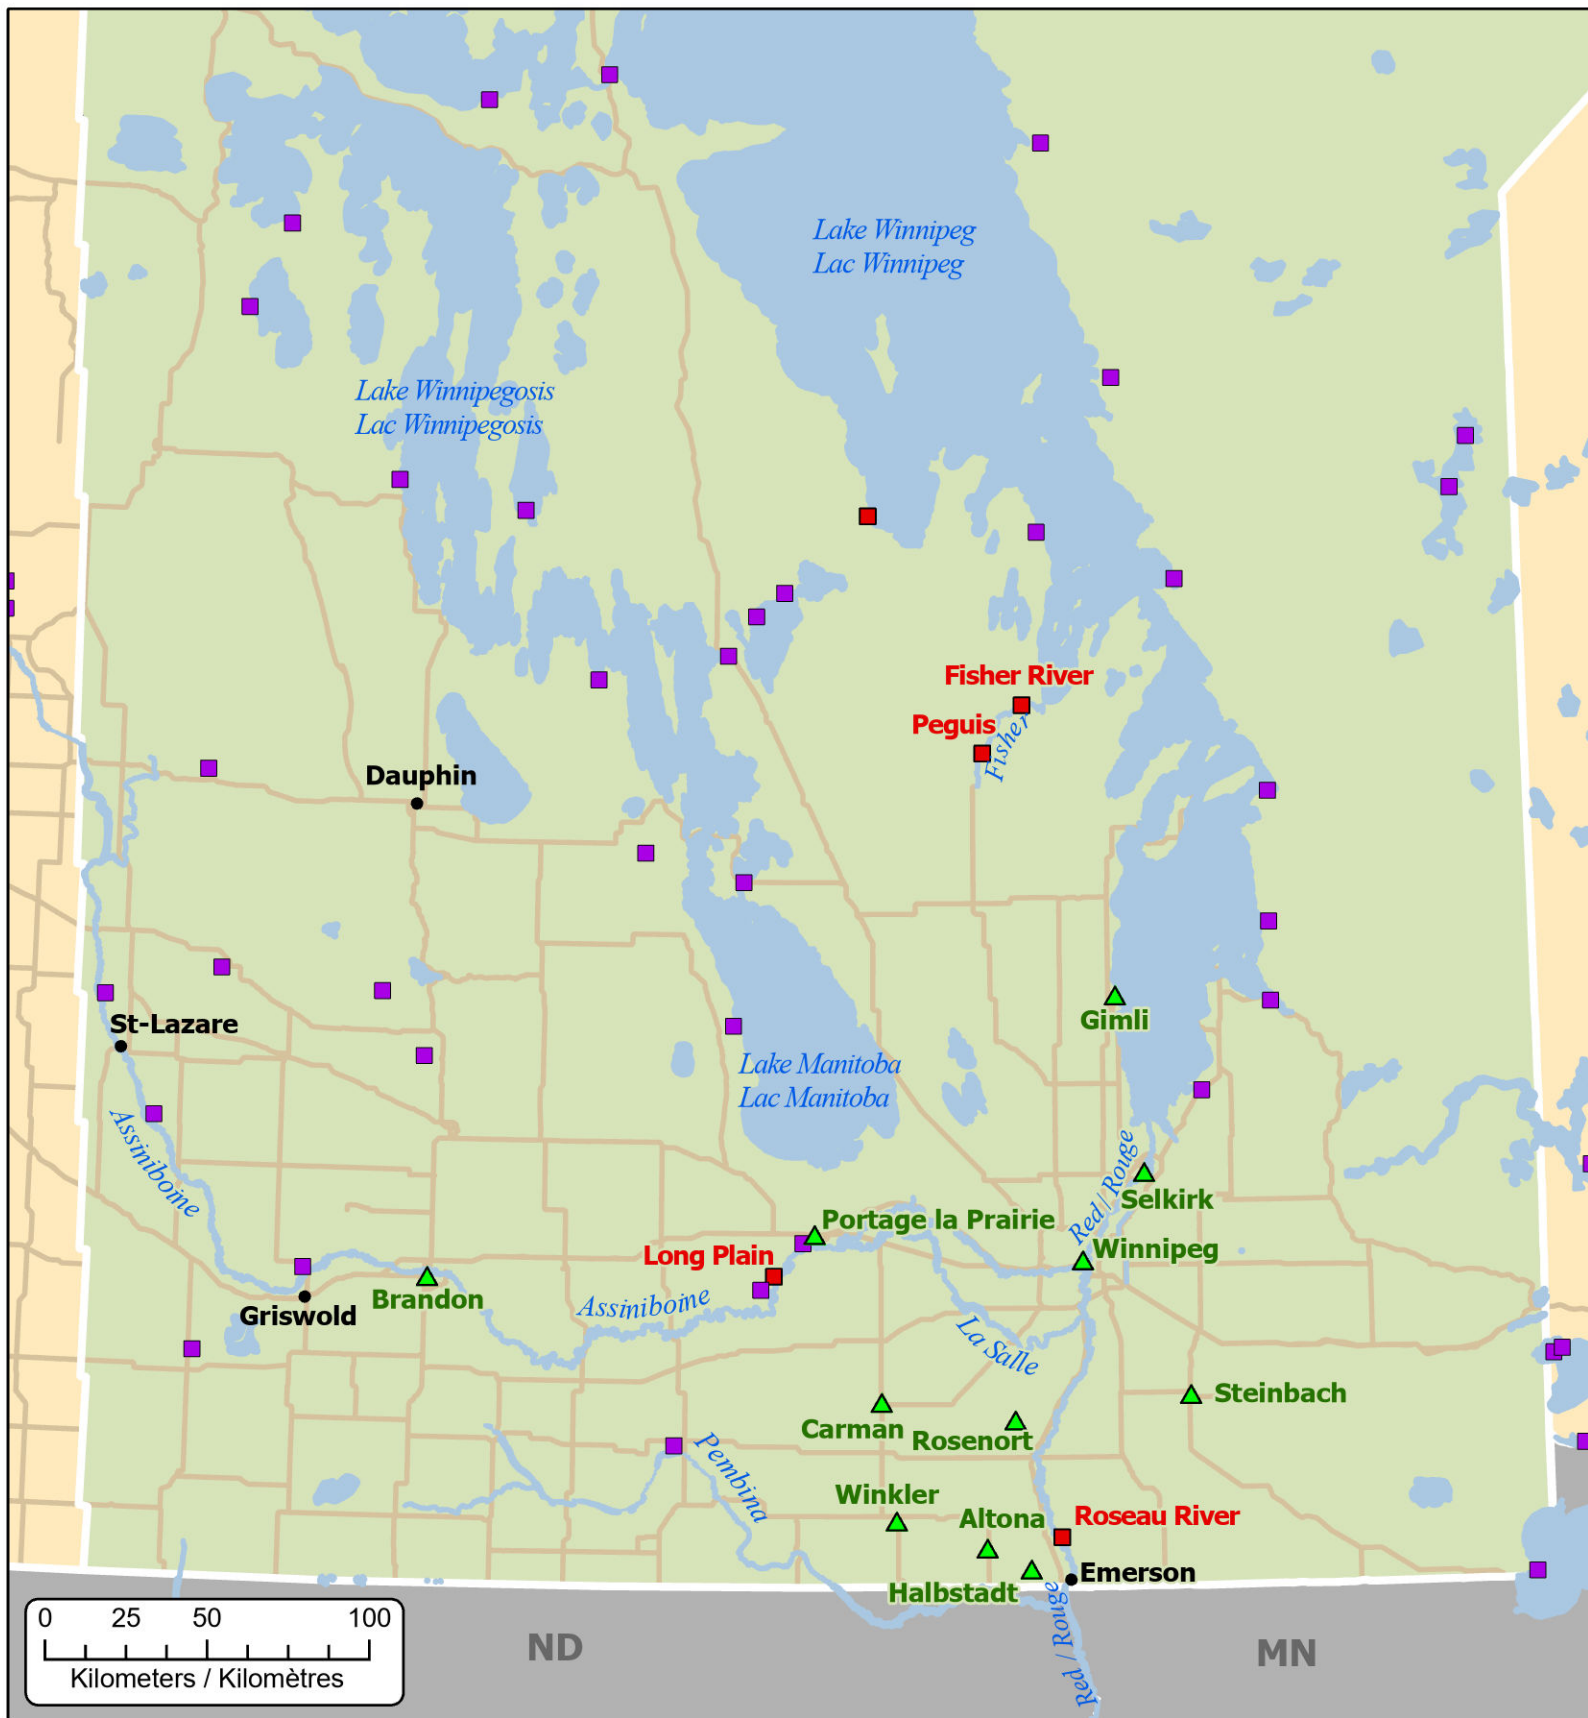 Lake Winnipeg
Lac Winnipeg
Lake Winnipegosis
Lac Winnipegosis
Fisher River
Peguis
Fisher
Dauphin
St-Lazare
Gimli
Lake Manitoba
Lac Manitoba
Assiniboine
Red / Rouge
Selkirk
Portage la Prairie
Winnipeg
Long Plain
Brandon
Assiniboine
Griswold
La Salle
Steinbach
Carman
Rosenort
Pembina
Winkler
Altona
Roseau River
Emerson
Halbstadt
Red / Rouge
0 25 50 100
Kilometers / Kilomètres
ND
MN